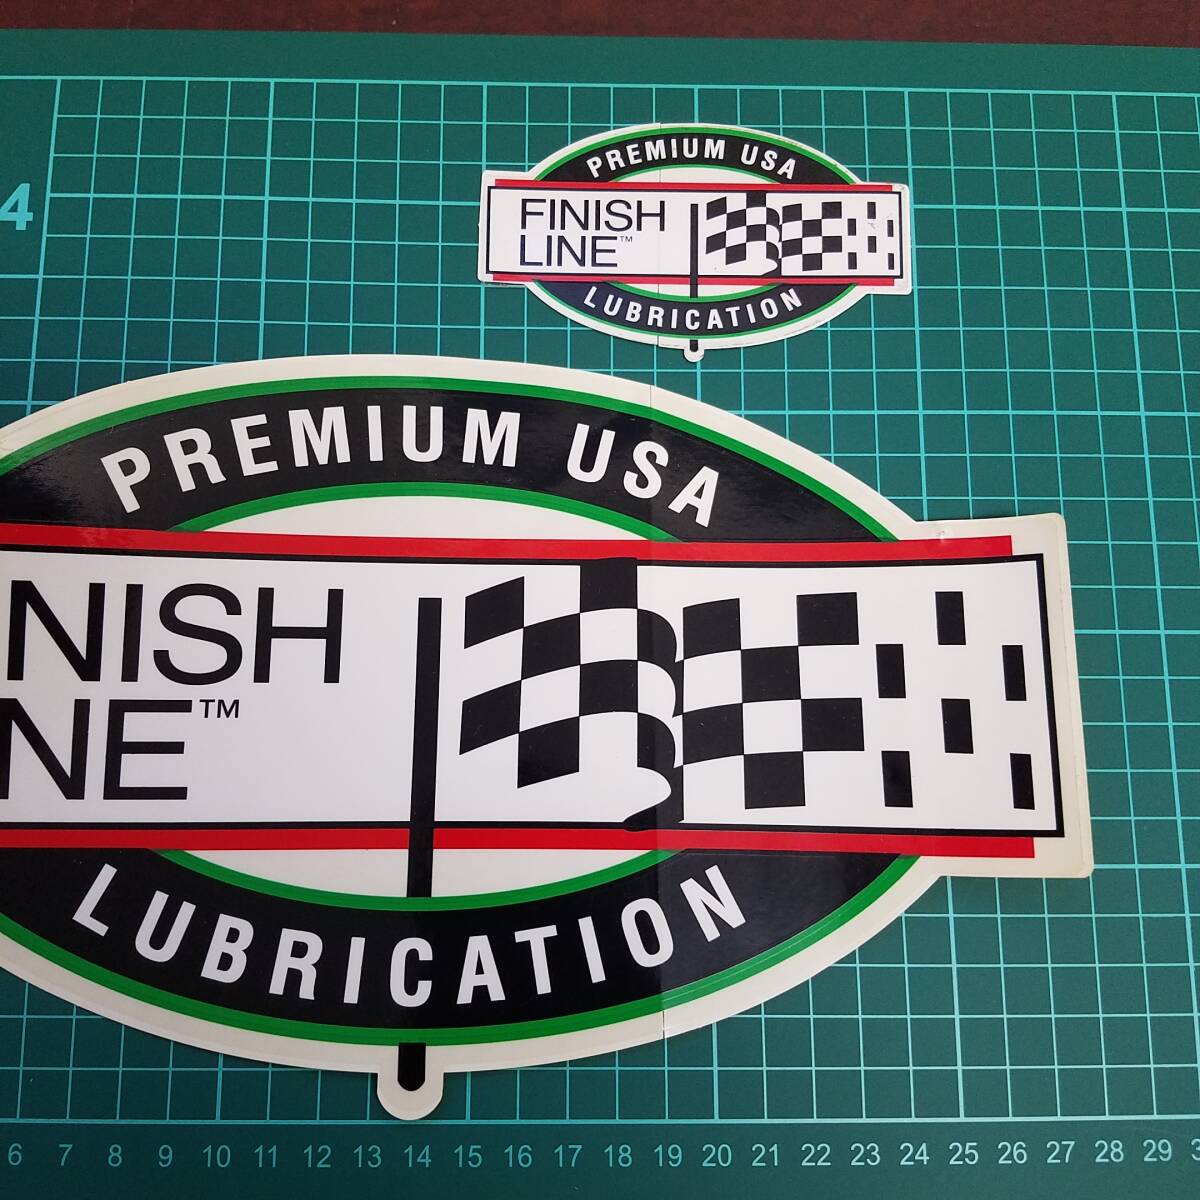 4
PREMIUM USA
FINISH
LINE™
LUBRICATION
PREMIUM USA
NISH
NE™
LUBRICATION
6 7 8 9 10 11 12 13 14 15 16 17 18 19 20 21 22 23 24 25 26 27 28 29 3